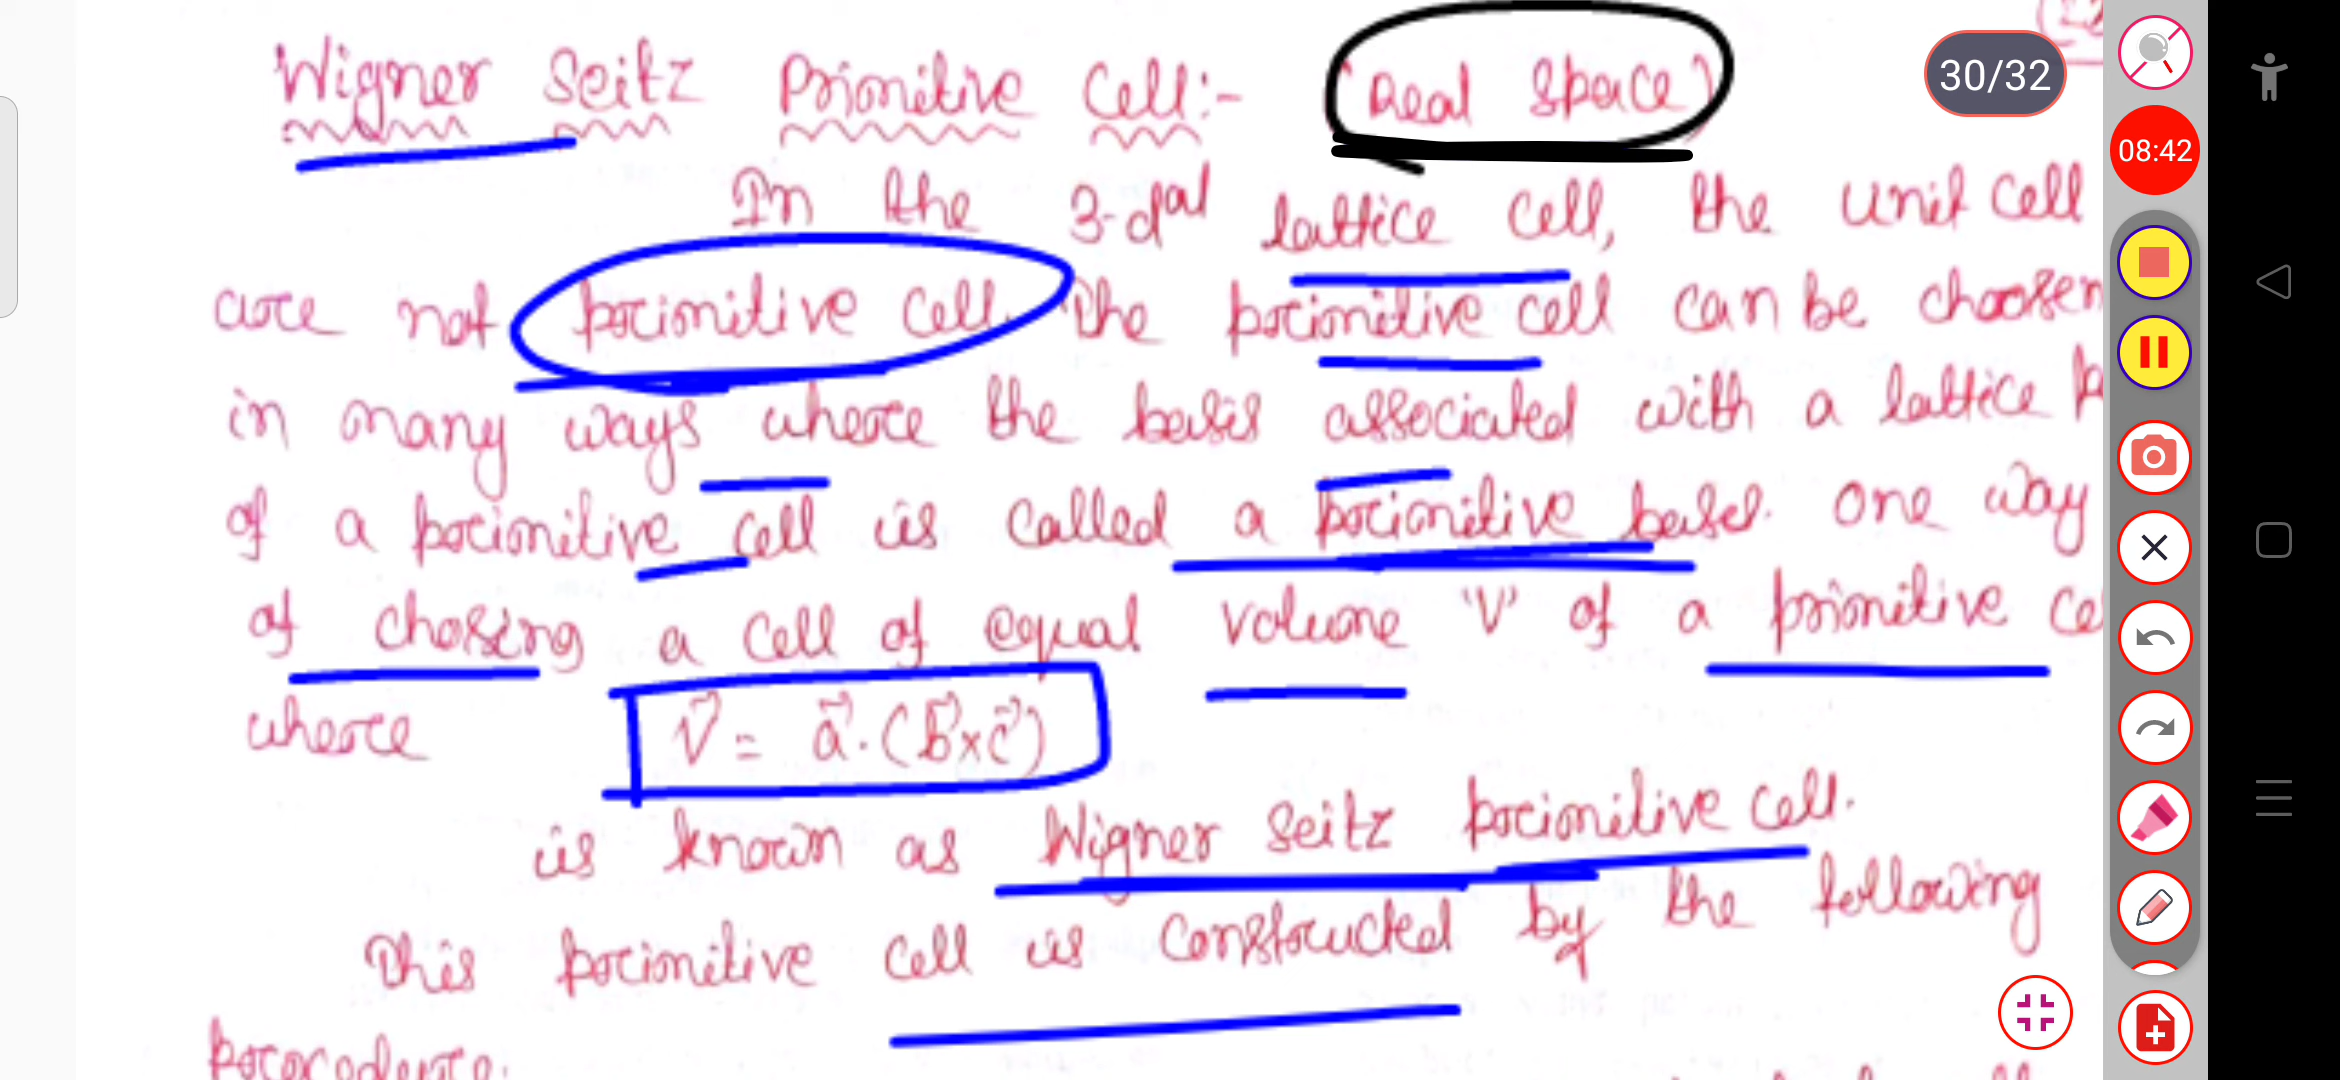 Wigner Seitz Primitive Cell:- (Real Space)
30/32
08:42
In the 3-dal lattice cell, the unit cell
are not primitive cell. The primitive cell can be choosen
in many ways where the basis associated with a lattice
of a primitive cell is called a primitive basis. One way
of chosing a cell of equal volume 'V' of a primitive ce
where V⃗ = a⃗·(b⃗×c⃗)
is known as Wigner Seitz primitive cell.
This primitive cell is constructed by the following
procedure.